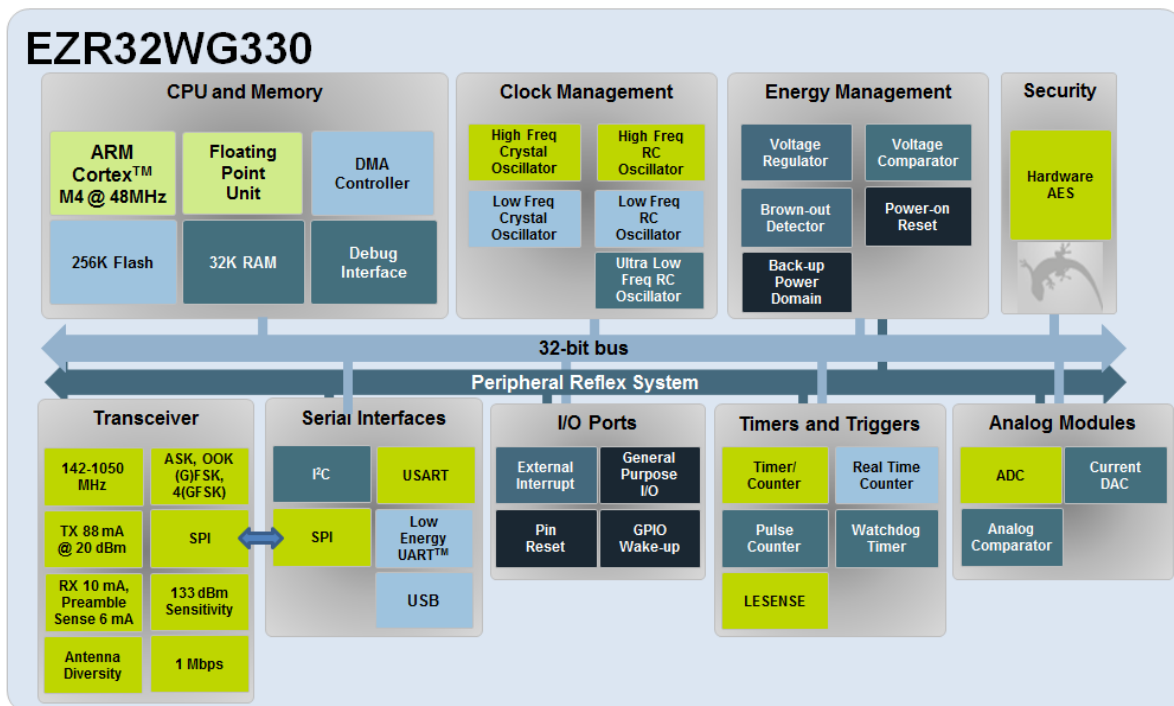 EZR32WG330
CPU and Memory
ARM
Cortex™
M4 @ 48MHz
Floating
Point
Unit
DMA
Controller
256K Flash
32K RAM
Debug
Interface
Clock Management
High Freq
Crystal
Oscillator
High Freq
RC
Oscillator
Low Freq
Crystal
Oscillator
Low Freq
RC
Oscillator
Ultra Low
Freq RC
Oscillator
Energy Management
Voltage
Regulator
Voltage
Comparator
Brown-out
Detector
Power-on
Reset
Back-up
Power
Domain
Security
Hardware
AES
32-bit bus
Peripheral Reflex System
Transceiver
142-1050
MHz
ASK, OOK
(G)FSK,
4(GFSK)
TX 88 mA
@ 20 dBm
SPI
RX 10 mA,
Preamble
Sense 6 mA
133 dBm
Sensitivity
Antenna
Diversity
1 Mbps
Serial Interfaces
I²C
USART
SPI
Low
Energy
UART™
USB
I/O Ports
External
Interrupt
General
Purpose
I/O
Pin
Reset
GPIO
Wake-up
Timers and Triggers
Timer/
Counter
Real Time
Counter
Pulse
Counter
Watchdog
Timer
LESENSE
Analog Modules
ADC
Current
DAC
Analog
Comparator